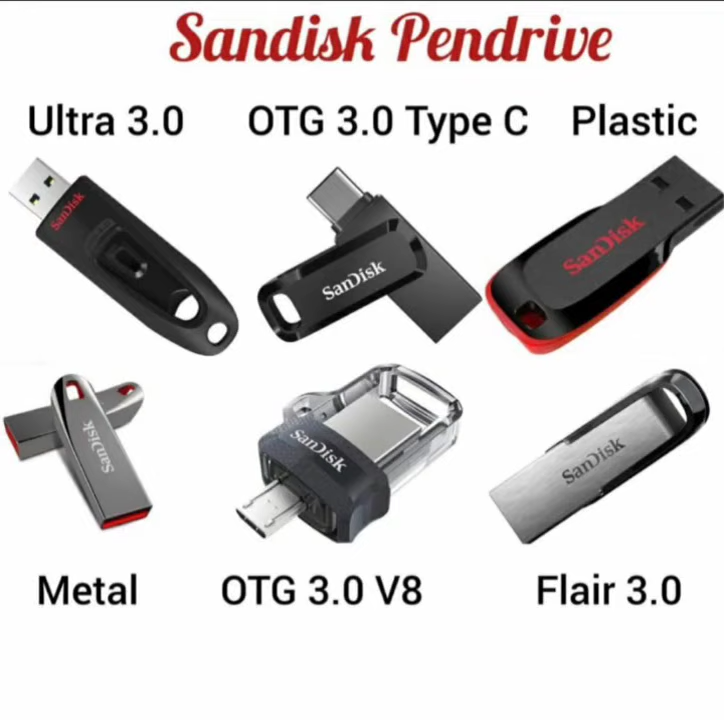 Sandisk Pendrive
Ultra 3.0
OTG 3.0 Type C
Plastic
SanDisk
SanDisk
SanDisk
SanDisk
SanDisk
SanDisk
Metal
OTG 3.0 V8
Flair 3.0